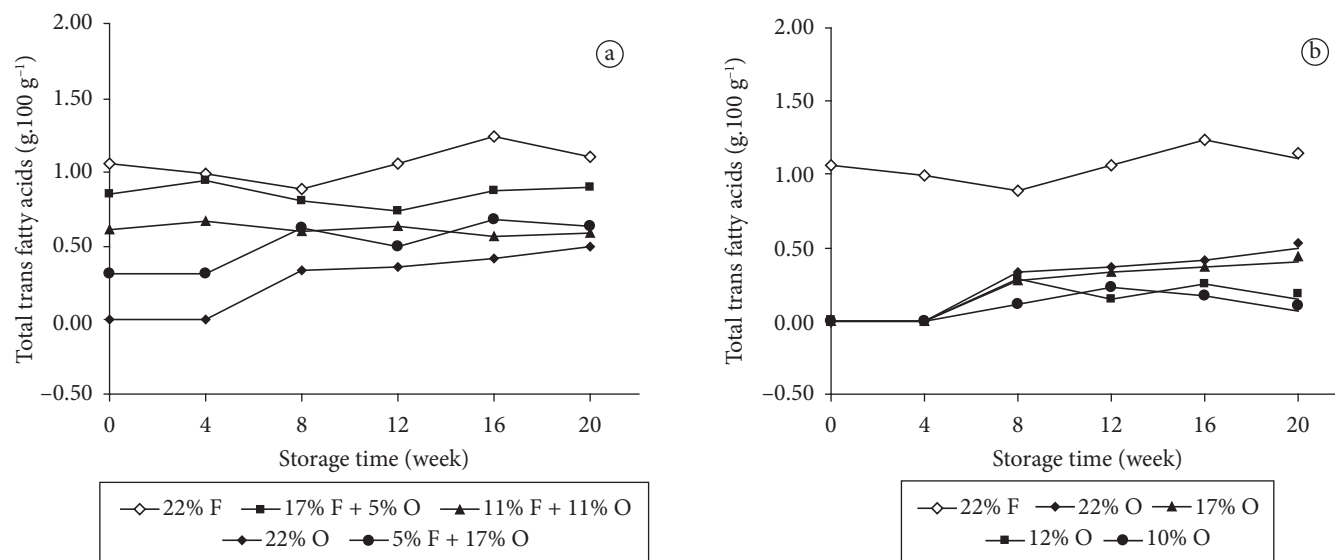 2.00
1.50
1.00
0.50
0.00
–0.50
Total trans fatty acids (g.100 g⁻¹)
a
0 4 8 12 16 20
Storage time (week)
22% F 17% F + 5% O 11% F + 11% O
22% O 5% F + 17% O
2.00
1.50
1.00
0.50
0.00
–0.50
Total trans fatty acids (g.100 g⁻¹)
b
0 4 8 12 16 20
Storage time (week)
22% F 22% O 17% O
12% O 10% O